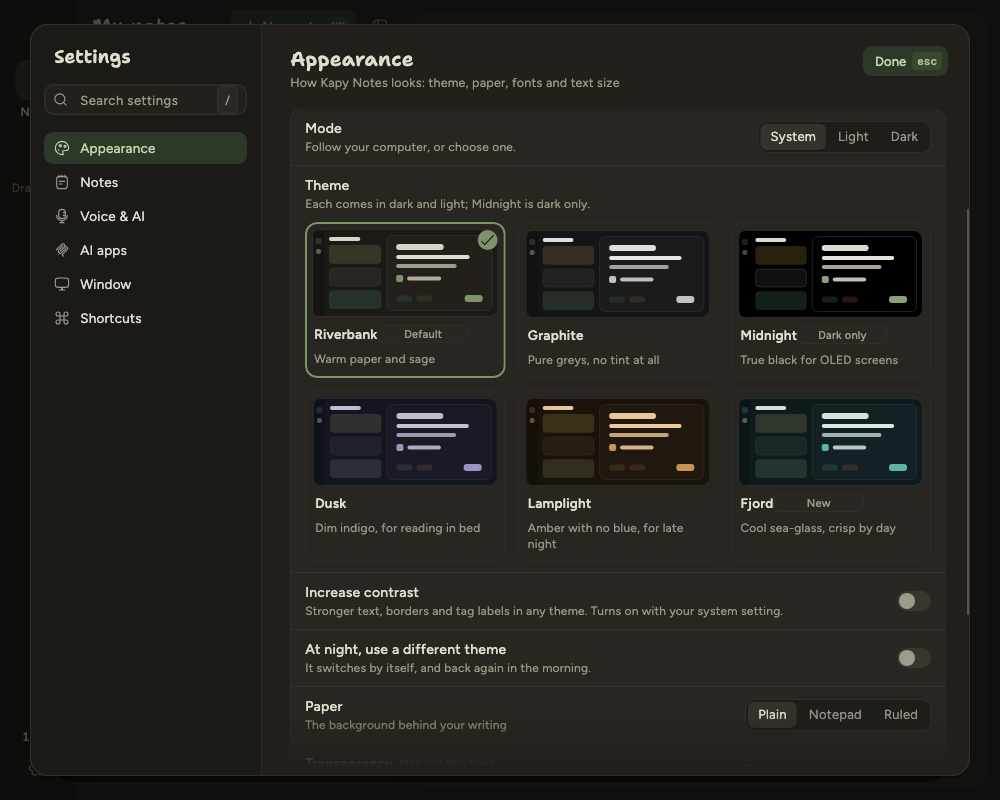 My notes
Settings
Search settings
/
Appearance
Notes
Voice & AI
AI apps
Window
Shortcuts
Appearance
How Kapy Notes looks: theme, paper, fonts and text size
Done
esc
Mode
Follow your computer, or choose one.
System
Light
Dark
Theme
Each comes in dark and light; Midnight is dark only.
Riverbank
Default
Warm paper and sage
Graphite
Pure greys, no tint at all
Midnight
Dark only
True black for OLED screens
Dusk
Dim indigo, for reading in bed
Lamplight
Amber with no blue, for late
night
Fjord
New
Cool sea-glass, crisp by day
Increase contrast
Stronger text, borders and tag labels in any theme. Turns on with your system setting.
At night, use a different theme
It switches by itself, and back again in the morning.
Paper
The background behind your writing
Plain
Notepad
Ruled
Transparency
Mac and Windows